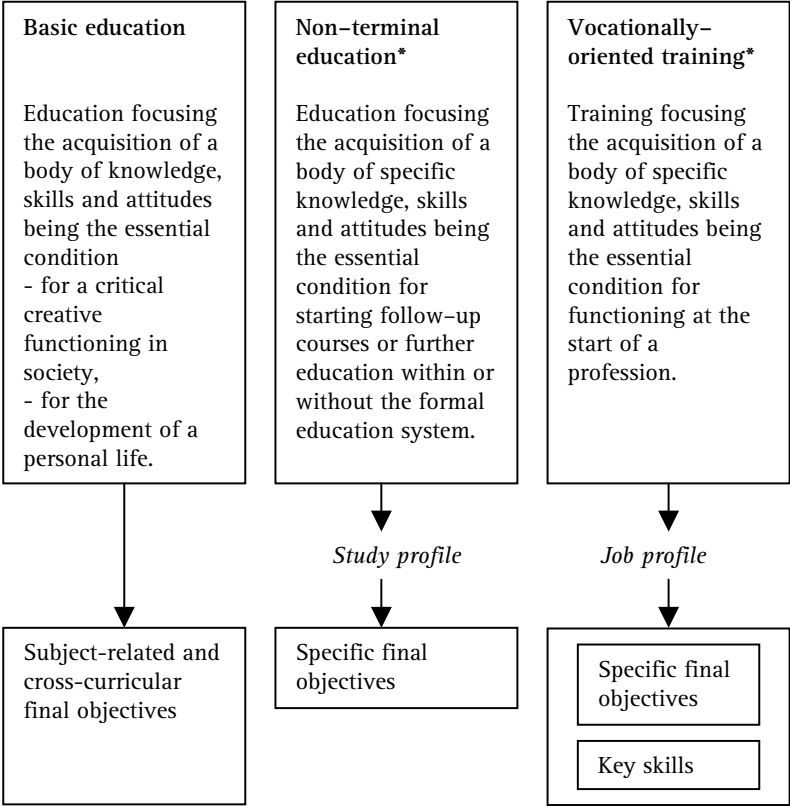 Basic education
Education focusing
the acquisition of a
body of knowledge,
skills and attitudes
being the essential
condition
- for a critical
creative
functioning in
society,
- for the
development of a
personal life.
Non-terminal
education*
Education focusing
the acquisition of a
body of specific
knowledge, skills
and attitudes being
the essential
condition for
starting follow-up
courses or further
education within or
without the formal
education system.
Vocationally-
oriented training*
Training focusing
the acquisition of a
body of specific
knowledge, skills
and attitudes being
the essential
condition for
functioning at the
start of a
profession.
Study profile
Job profile
Subject-related and
cross-curricular
final objectives
Specific final
objectives
Specific final
objectives
Key skills